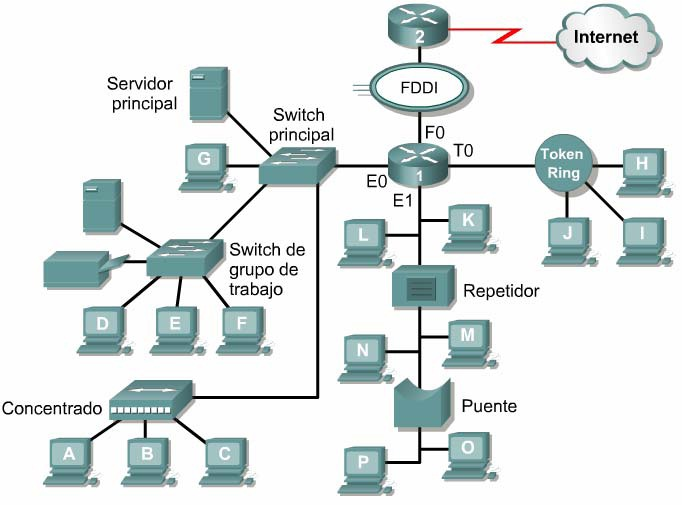 2
Internet
FDDI
Servidor
principal
Switch
principal
F0
T0
E0
1
E1
G
Token
Ring
H
J
I
L
K
Switch de
grupo de
trabajo
Repetidor
D
E
F
N
M
Concentrado
Puente
A
B
C
P
O